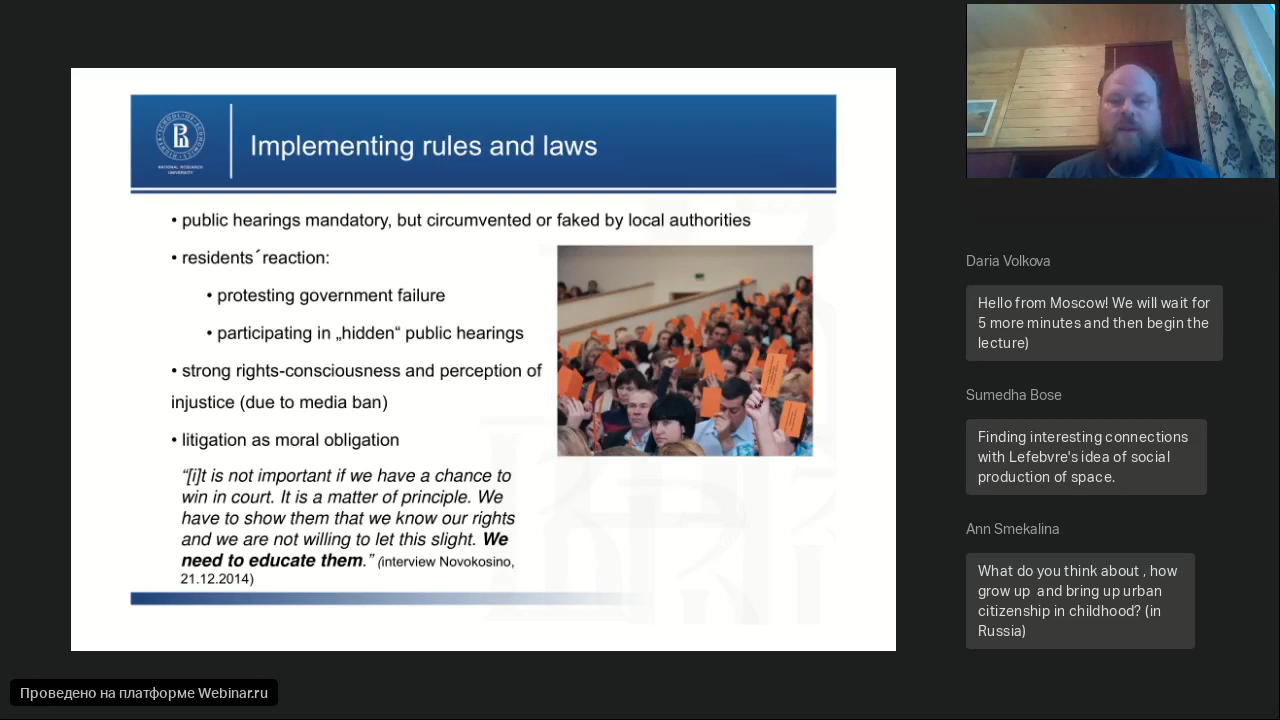 HIGHER SCHOOL OF ECONOMICS
NATIONAL RESEARCH
UNIVERSITY
Implementing rules and laws
• public hearings mandatory, but circumvented or faked by local authorities
• residents´reaction:
• protesting government failure
• participating in „hidden“ public hearings
• strong rights-consciousness and perception of
injustice (due to media ban)
• litigation as moral obligation
“[i]t is not important if we have a chance to
win in court. It is a matter of principle. We
have to show them that we know our rights
and we are not willing to let this slight. We
need to educate them.” (interview Novokosino,
21.12.2014)
Daria Volkova
Hello from Moscow! We will wait for
5 more minutes and then begin the
lecture)
Sumedha Bose
Finding interesting connections
with Lefebvre's idea of social
production of space.
Ann Smekalina
What do you think about , how
grow up  and bring up urban
citizenship in childhood? (in
Russia)
Проведено на платформе Webinar.ru